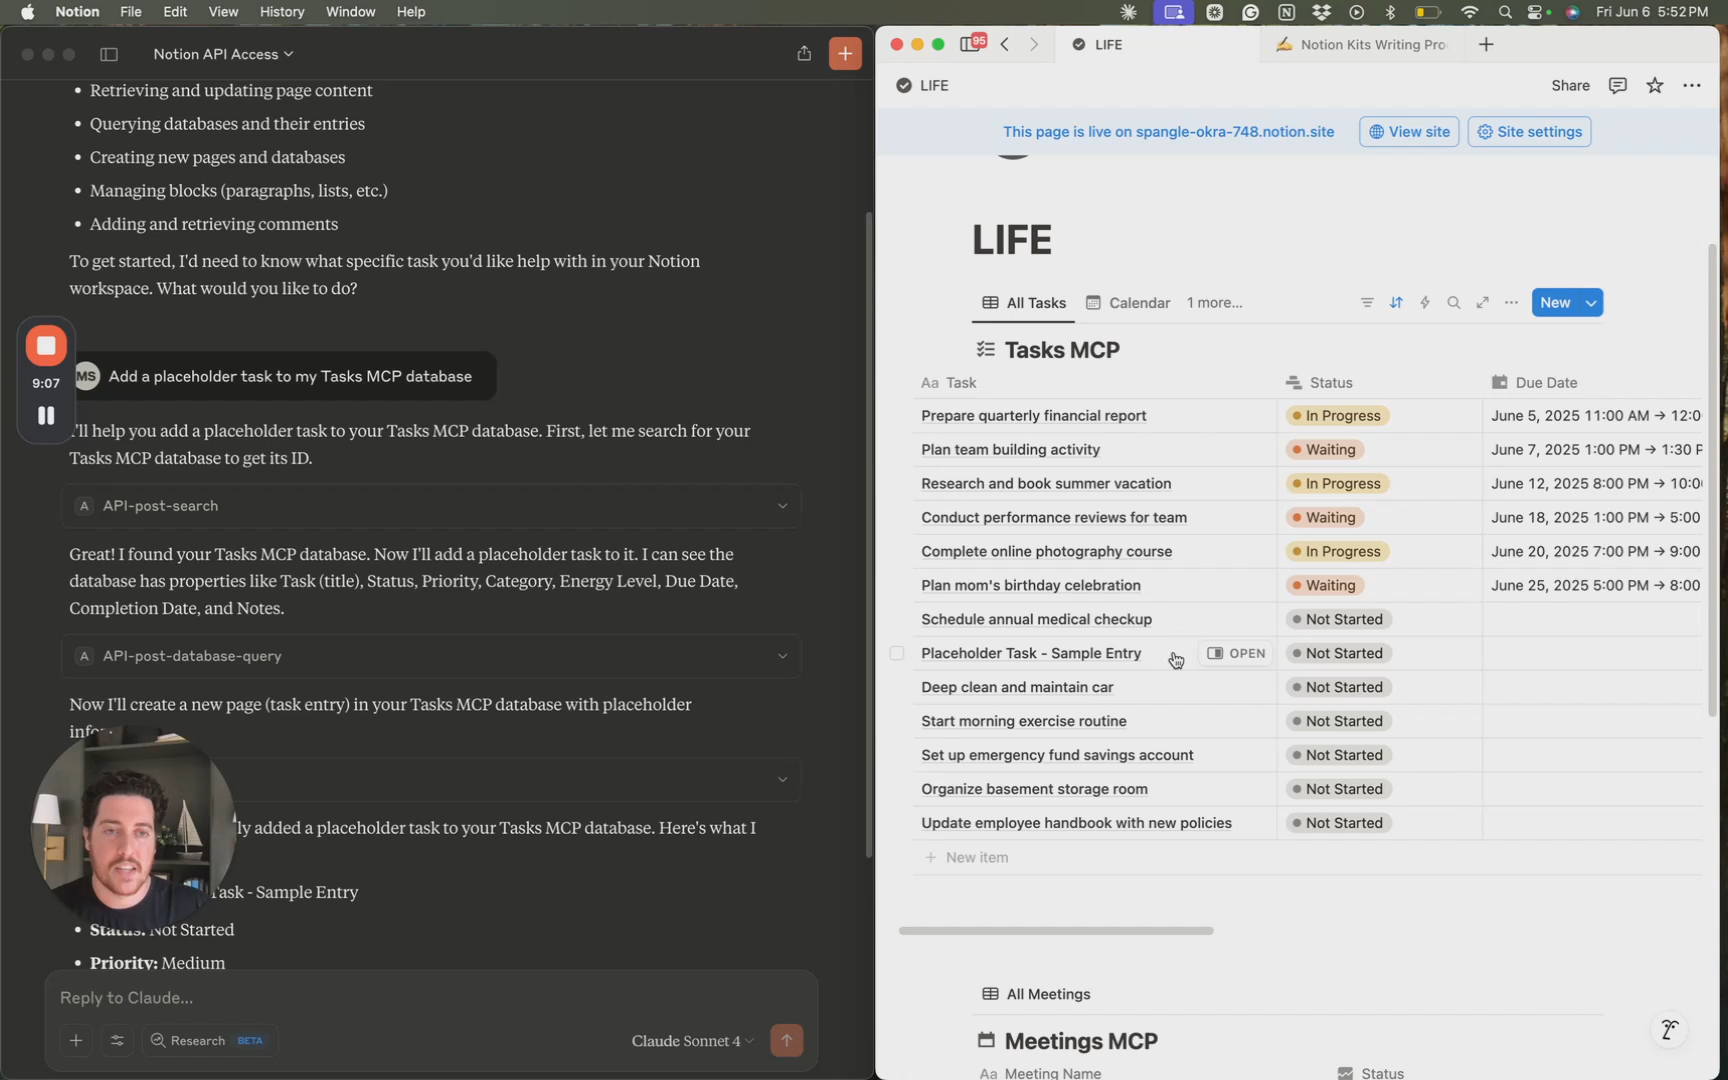 Notion File Edit View History Window Help
Fri Jun 6 5:52 PM
Notion API Access
• Retrieving and updating page content
• Querying databases and their entries
• Creating new pages and databases
• Managing blocks (paragraphs, lists, etc.)
• Adding and retrieving comments
To get started, I'd need to know what specific task you'd like help with in your Notion
workspace. What would you like to do?
9:07
MS Add a placeholder task to my Tasks MCP database
I'll help you add a placeholder task to your Tasks MCP database. First, let me search for your
Tasks MCP database to get its ID.
A API-post-search
Great! I found your Tasks MCP database. Now I'll add a placeholder task to it. I can see the
database has properties like Task (title), Status, Priority, Category, Energy Level, Due Date,
Completion Date, and Notes.
A API-post-database-query
Now I'll create a new page (task entry) in your Tasks MCP database with placeholder
ly added a placeholder task to your Tasks MCP database. Here's what I
Task - Sample Entry
• Status: Not Started
• Priority: Medium
Reply to Claude...
Research BETA
Claude Sonnet 4
95
LIFE
Notion Kits Writing Pro
LIFE
Share
This page is live on spangle-okra-748.notion.site View site Site settings
LIFE
All Tasks Calendar 1 more... New
Tasks MCP
Aa Task Status Due Date
Prepare quarterly financial report In Progress June 5, 2025 11:00 AM → 12:0
Plan team building activity Waiting June 7, 2025 1:00 PM → 1:30 P
Research and book summer vacation In Progress June 12, 2025 8:00 PM → 10:0
Conduct performance reviews for team Waiting June 18, 2025 1:00 PM → 5:00
Complete online photography course In Progress June 20, 2025 7:00 PM → 9:00
Plan mom's birthday celebration Waiting June 25, 2025 5:00 PM → 8:00
Schedule annual medical checkup Not Started
Placeholder Task - Sample Entry OPEN Not Started
Deep clean and maintain car Not Started
Start morning exercise routine Not Started
Set up emergency fund savings account Not Started
Organize basement storage room Not Started
Update employee handbook with new policies Not Started
+ New item
All Meetings
Meetings MCP
Aa Meeting Name Status